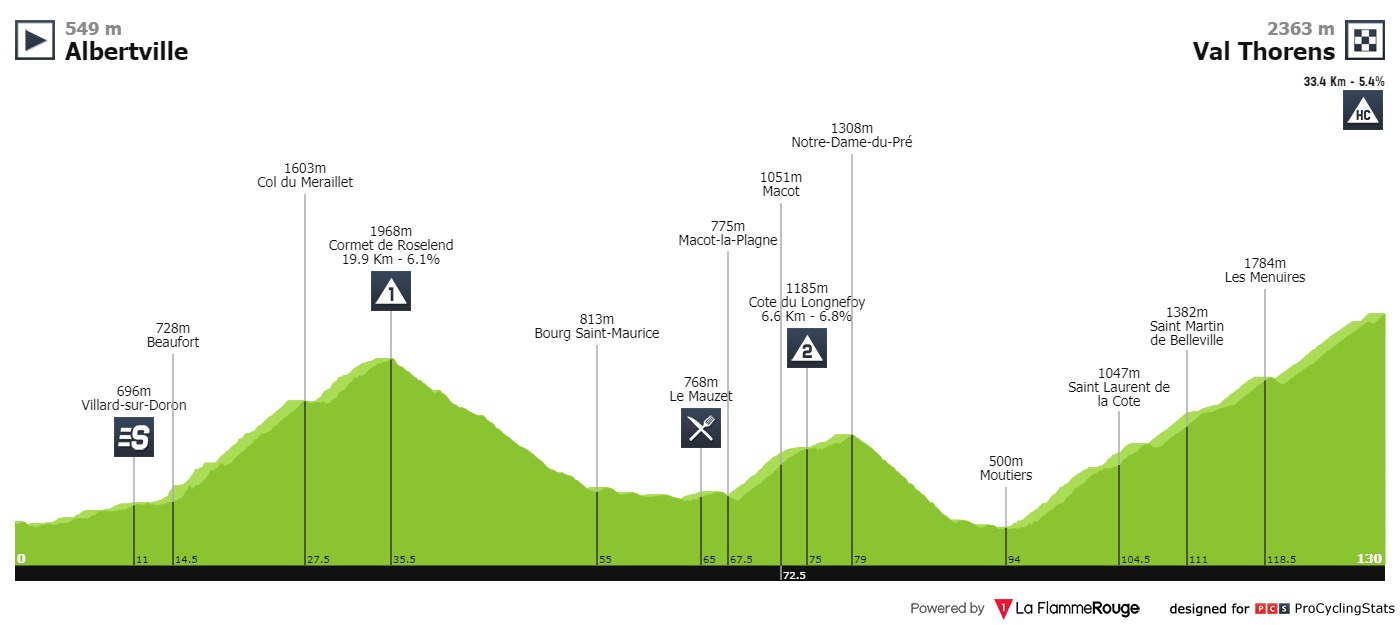 549 m
Albertville
2363 m
Val Thorens
33.4 Km - 5.4%
HC
1308m
Notre-Dame-du-Pré
1603m
Col du Meraillet
1051m
Macot
775m
Macot-la-Plagne
1968m
Cormet de Roselend
19.9 Km - 6.1%
1
1784m
Les Menuires
1185m
Cote du Longnefoy
6.6 Km - 6.8%
2
813m
Bourg Saint-Maurice
1382m
Saint Martin
de Belleville
728m
Beaufort
768m
Le Mauzet
1047m
Saint Laurent de
la Cote
696m
Villard-sur-Doron
S
500m
Moutiers
0
11
14.5
27.5
35.5
55
65
67.5
72.5
75
79
94
104.5
111
118.5
130
Powered by 1 La FlammeRouge designed for PCS ProCyclingStats